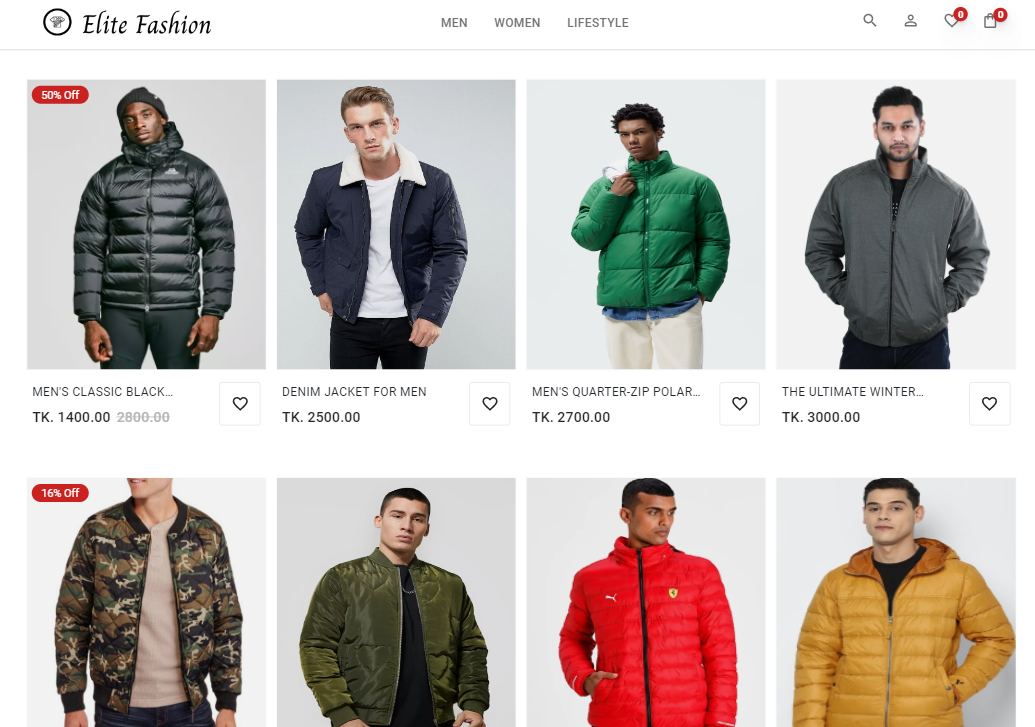 Elite Fashion
MEN WOMEN LIFESTYLE
0 0
50% Off
MEN'S CLASSIC BLACK...
TK. 1400.00 2800.00
DENIM JACKET FOR MEN
TK. 2500.00
MEN'S QUARTER-ZIP POLAR...
TK. 2700.00
THE ULTIMATE WINTER...
TK. 3000.00
16% Off